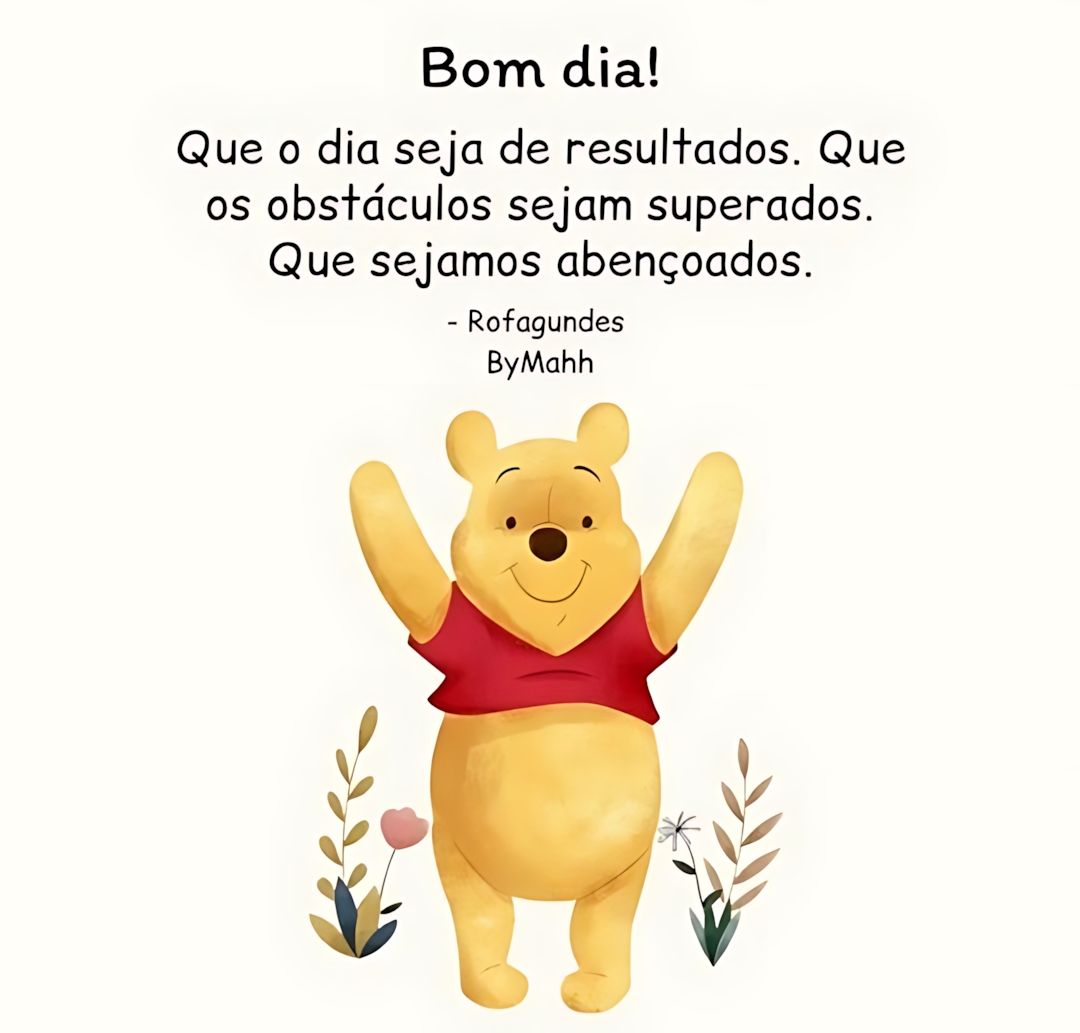 Bom dia!
Que o dia seja de resultados. Que
os obstáculos sejam superados.
Que sejamos abençoados.
- Rofagundes
ByMahh